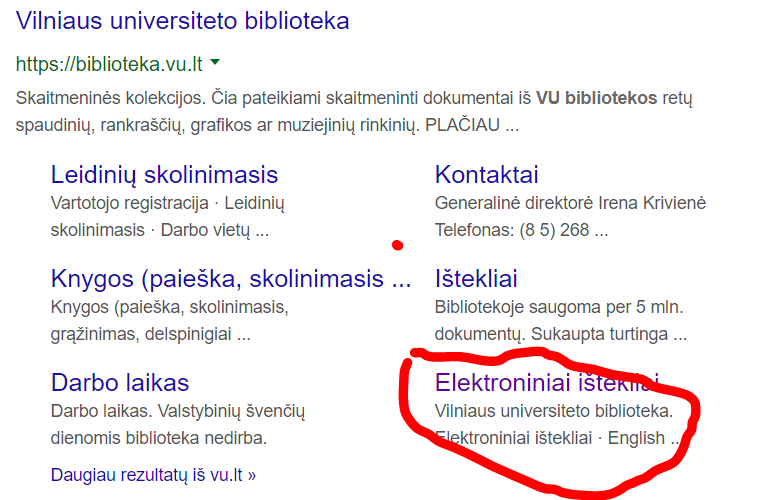 Vilniaus universiteto biblioteka
https://biblioteka.vu.lt
Skaitmeninės kolekcijos. Čia pateikiami skaitmeninti dokumentai iš VU bibliotekos retų
spaudinių, rankraščių, grafikos ar muziejinių rinkinių. PLAČIAU ...
Leidinių skolinimasis
Vartotojo registracija · Leidinių
skolinimasis · Darbo vietų ...
Kontaktai
Generalinė direktorė Irena Krivienė
Telefonas: (8 5) 268 ...
Knygos (paieška, skolinimasis ...
Knygos (paieška, skolinimasis,
grąžinimas, delspinigiai ...
Ištekliai
Bibliotekoje saugoma per 5 mln.
dokumentų. Sukaupta turtinga ...
Darbo laikas
Darbo laikas. Valstybinių švenčių
dienomis biblioteka nedirba.
Elektroniniai ištekliai
Vilniaus universiteto biblioteka.
Elektroniniai ištekliai · English ...
Daugiau rezultatų iš vu.lt »